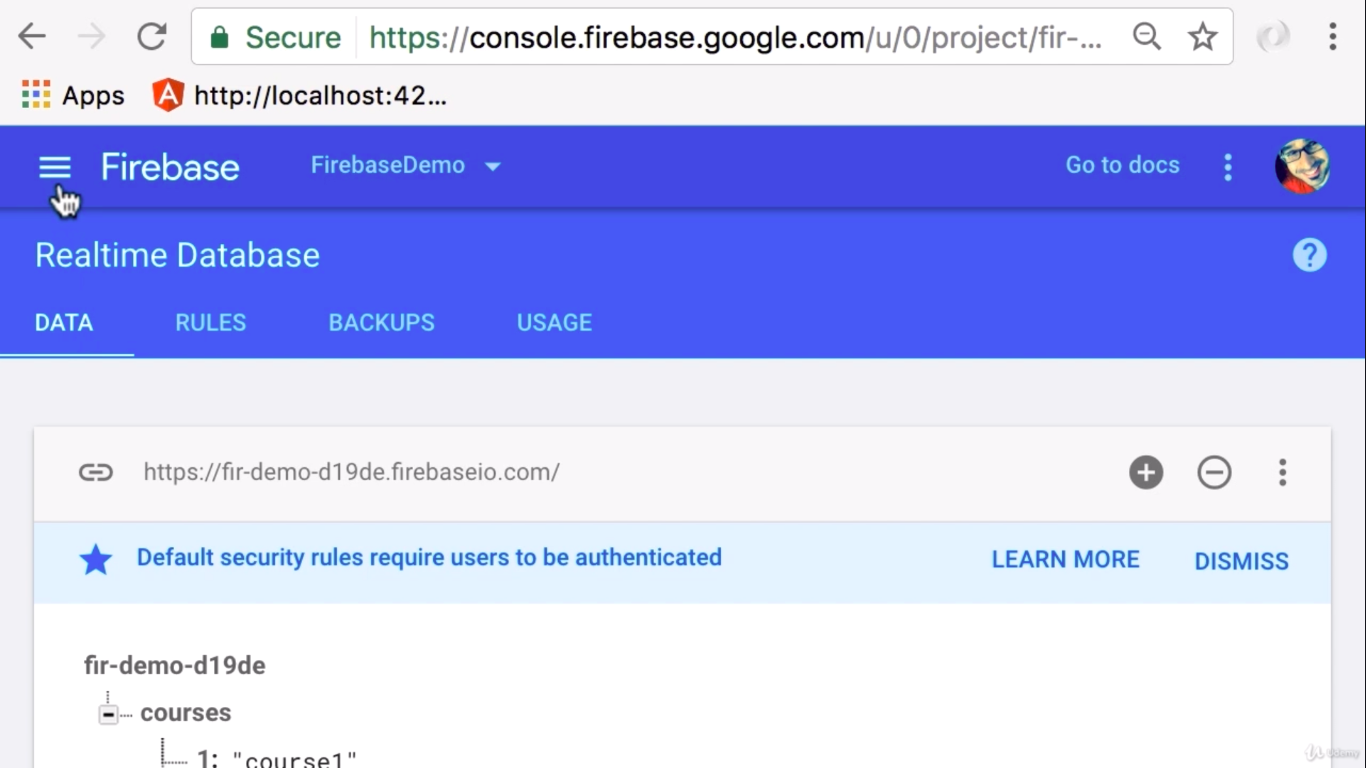 Secure https://console.firebase.google.com/u/0/project/fir-...
Apps http://localhost:42...
Firebase FirebaseDemo Go to docs
Realtime Database ?
DATA RULES BACKUPS USAGE
https://fir-demo-d19de.firebaseio.com/
Default security rules require users to be authenticated LEARN MORE DISMISS
fir-demo-d19de
courses
1: "course1"
Udemy